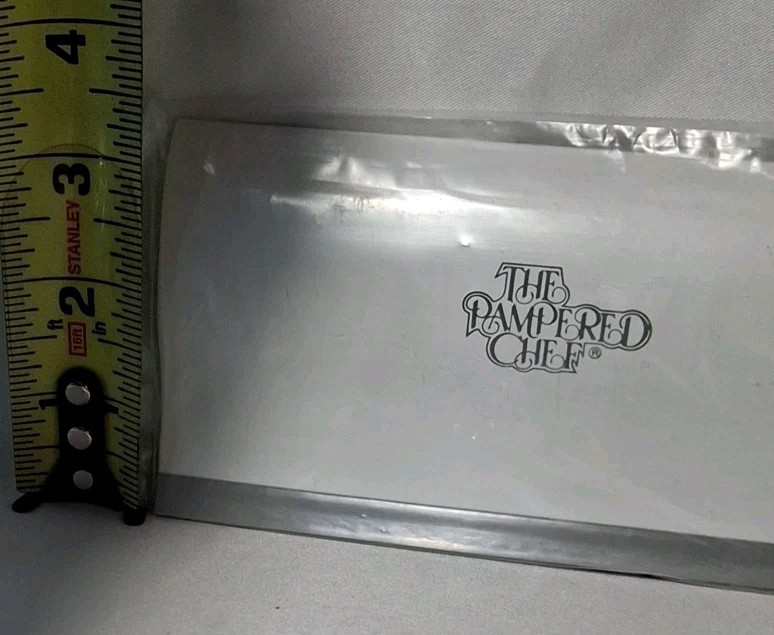 4
3
STANLEY
2
ft
16ft
in
1
THE
PAMPERED
CHEF®